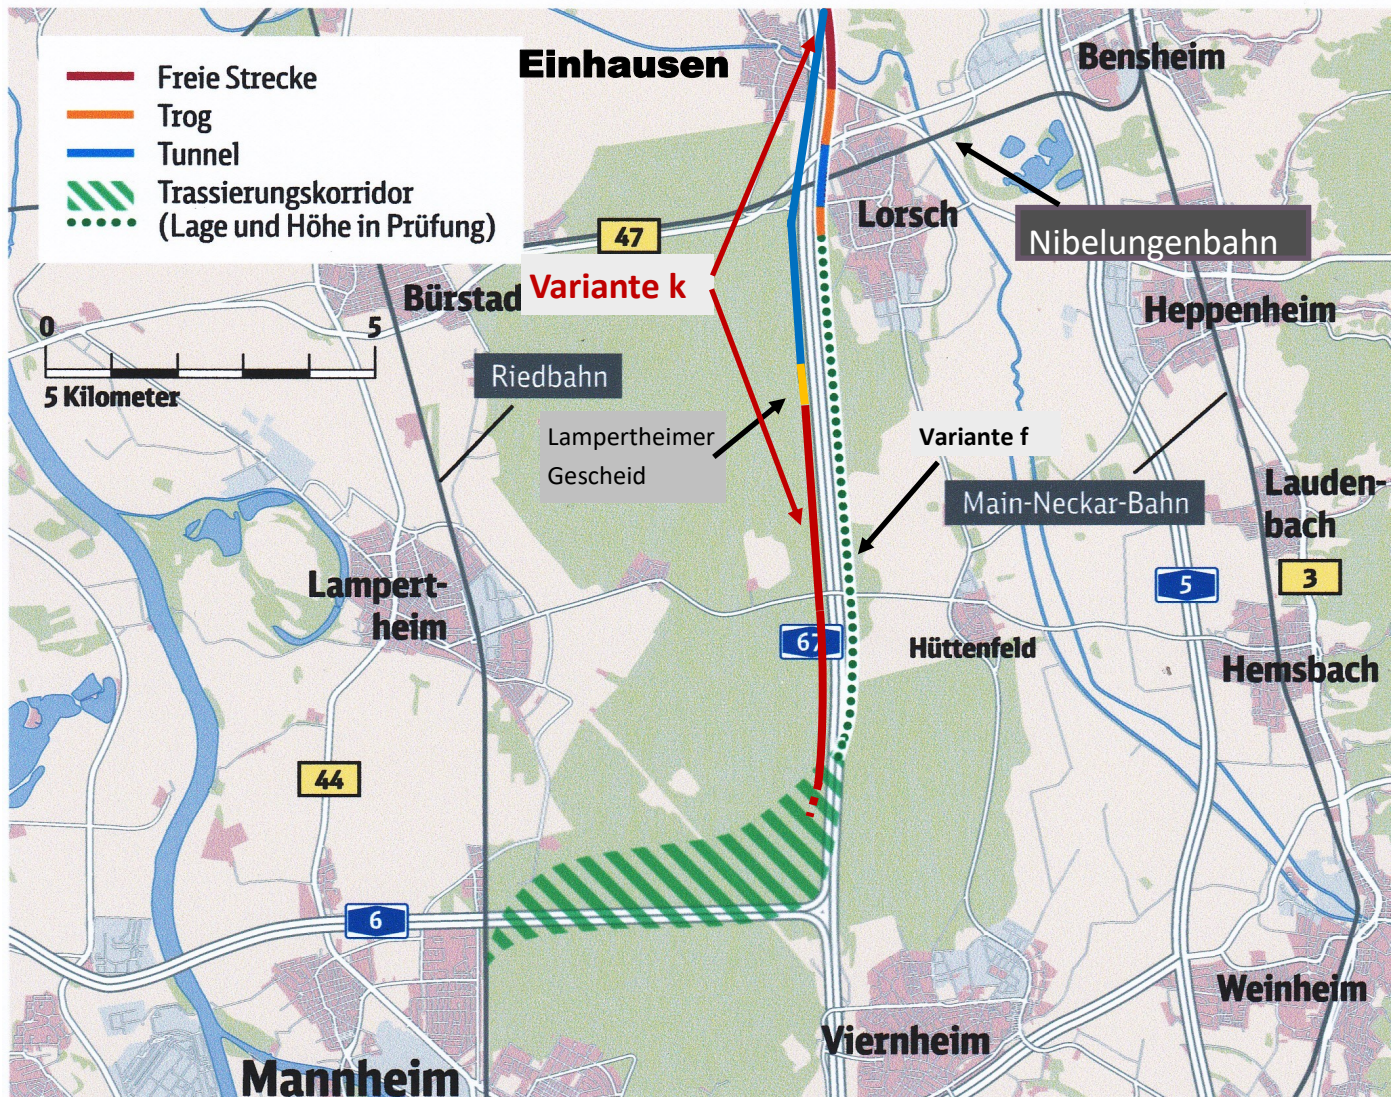 Einhausen
Bensheim
Freie Strecke
Trog
Tunnel
Trassierungskorridor
(Lage und Höhe in Prüfung)
47
Lorsch
Nibelungenbahn
Variante k
Bürstad
Heppenheim
0 5
5 Kilometer
Riedbahn
Lampertheimer
Gescheid
Variante f
Main-Neckar-Bahn
Lauden-
bach
Lampert-
heim
5
3
67
Hüttenfeld
Hemsbach
44
6
Weinheim
Viernheim
Mannheim